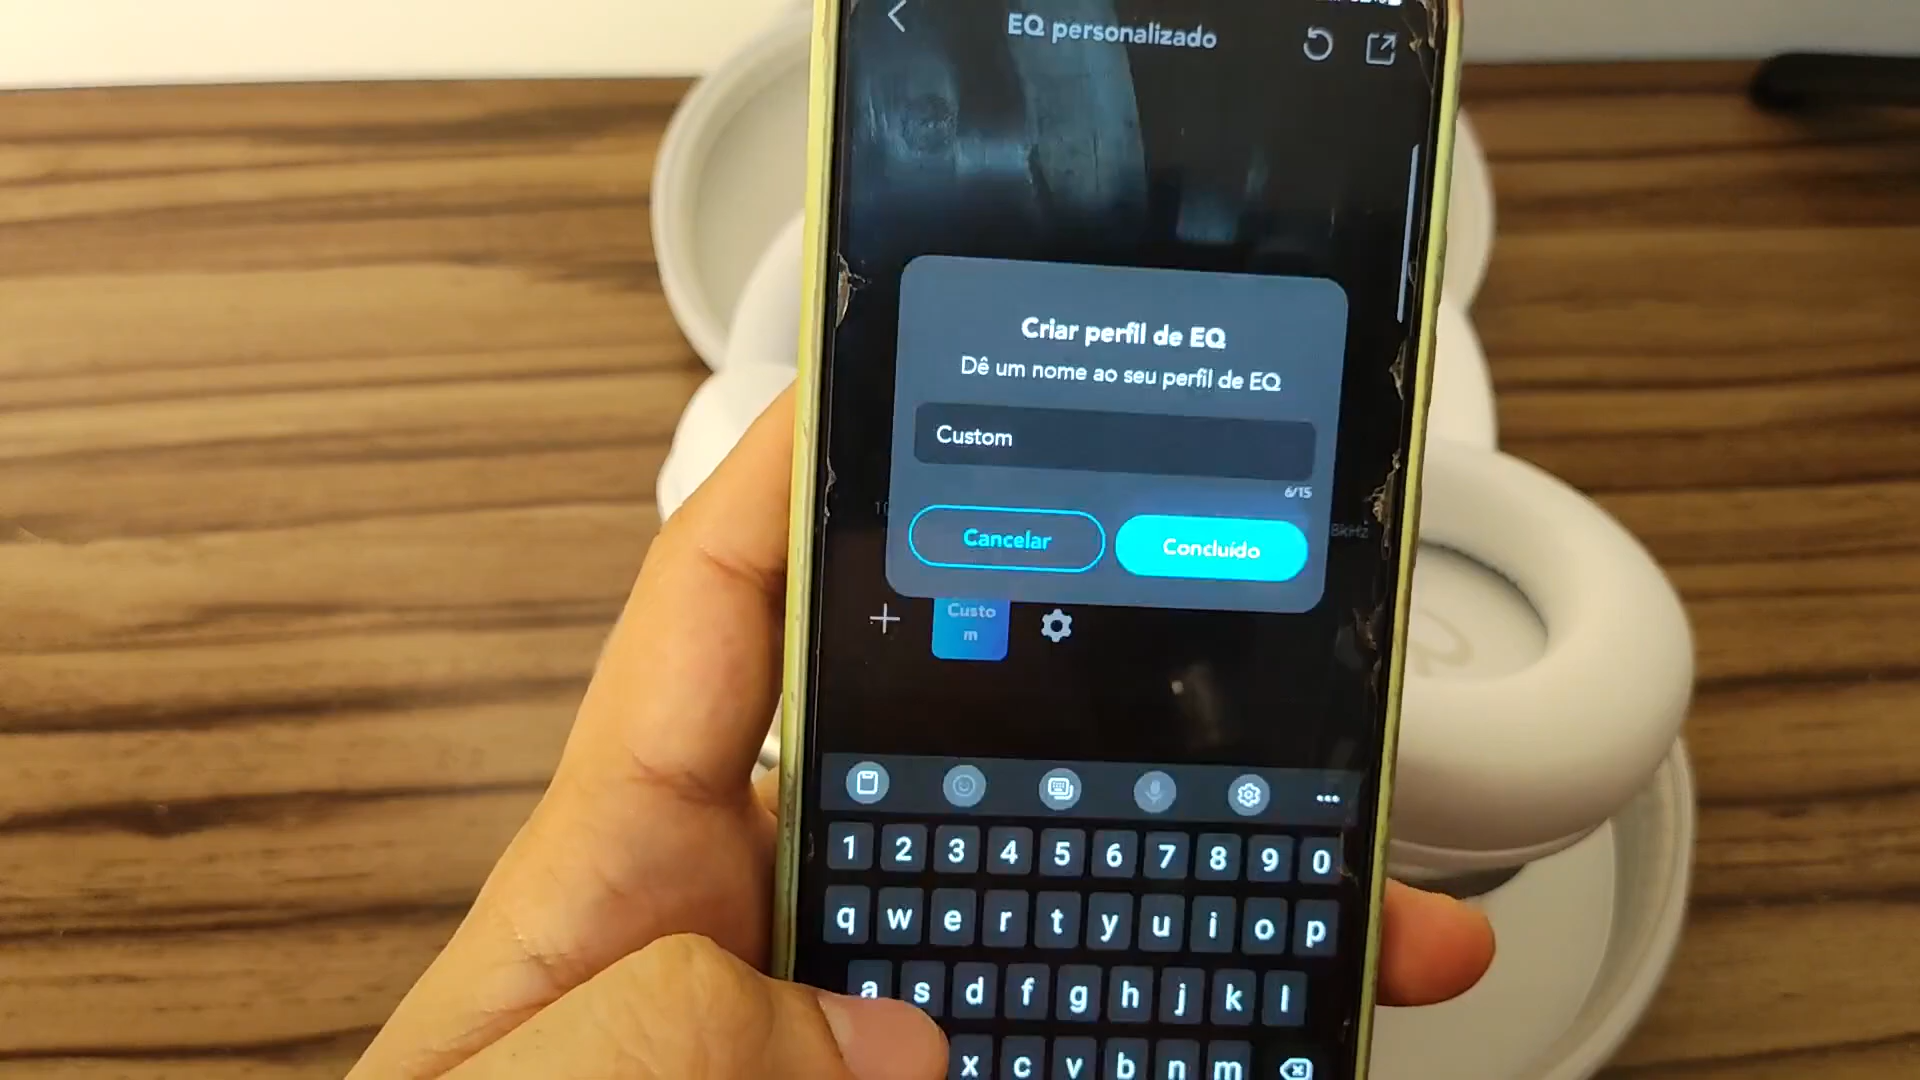 EQ personalizado
Criar perfil de EQ
Dê um nome ao seu perfil de EQ
Custom
6/15
8kHz
Cancelar Concluído
Custo
m
1 2 3 4 5 6 7 8 9 0
q w e r t y u i o p
a s d f g h j k l
x c v b n m